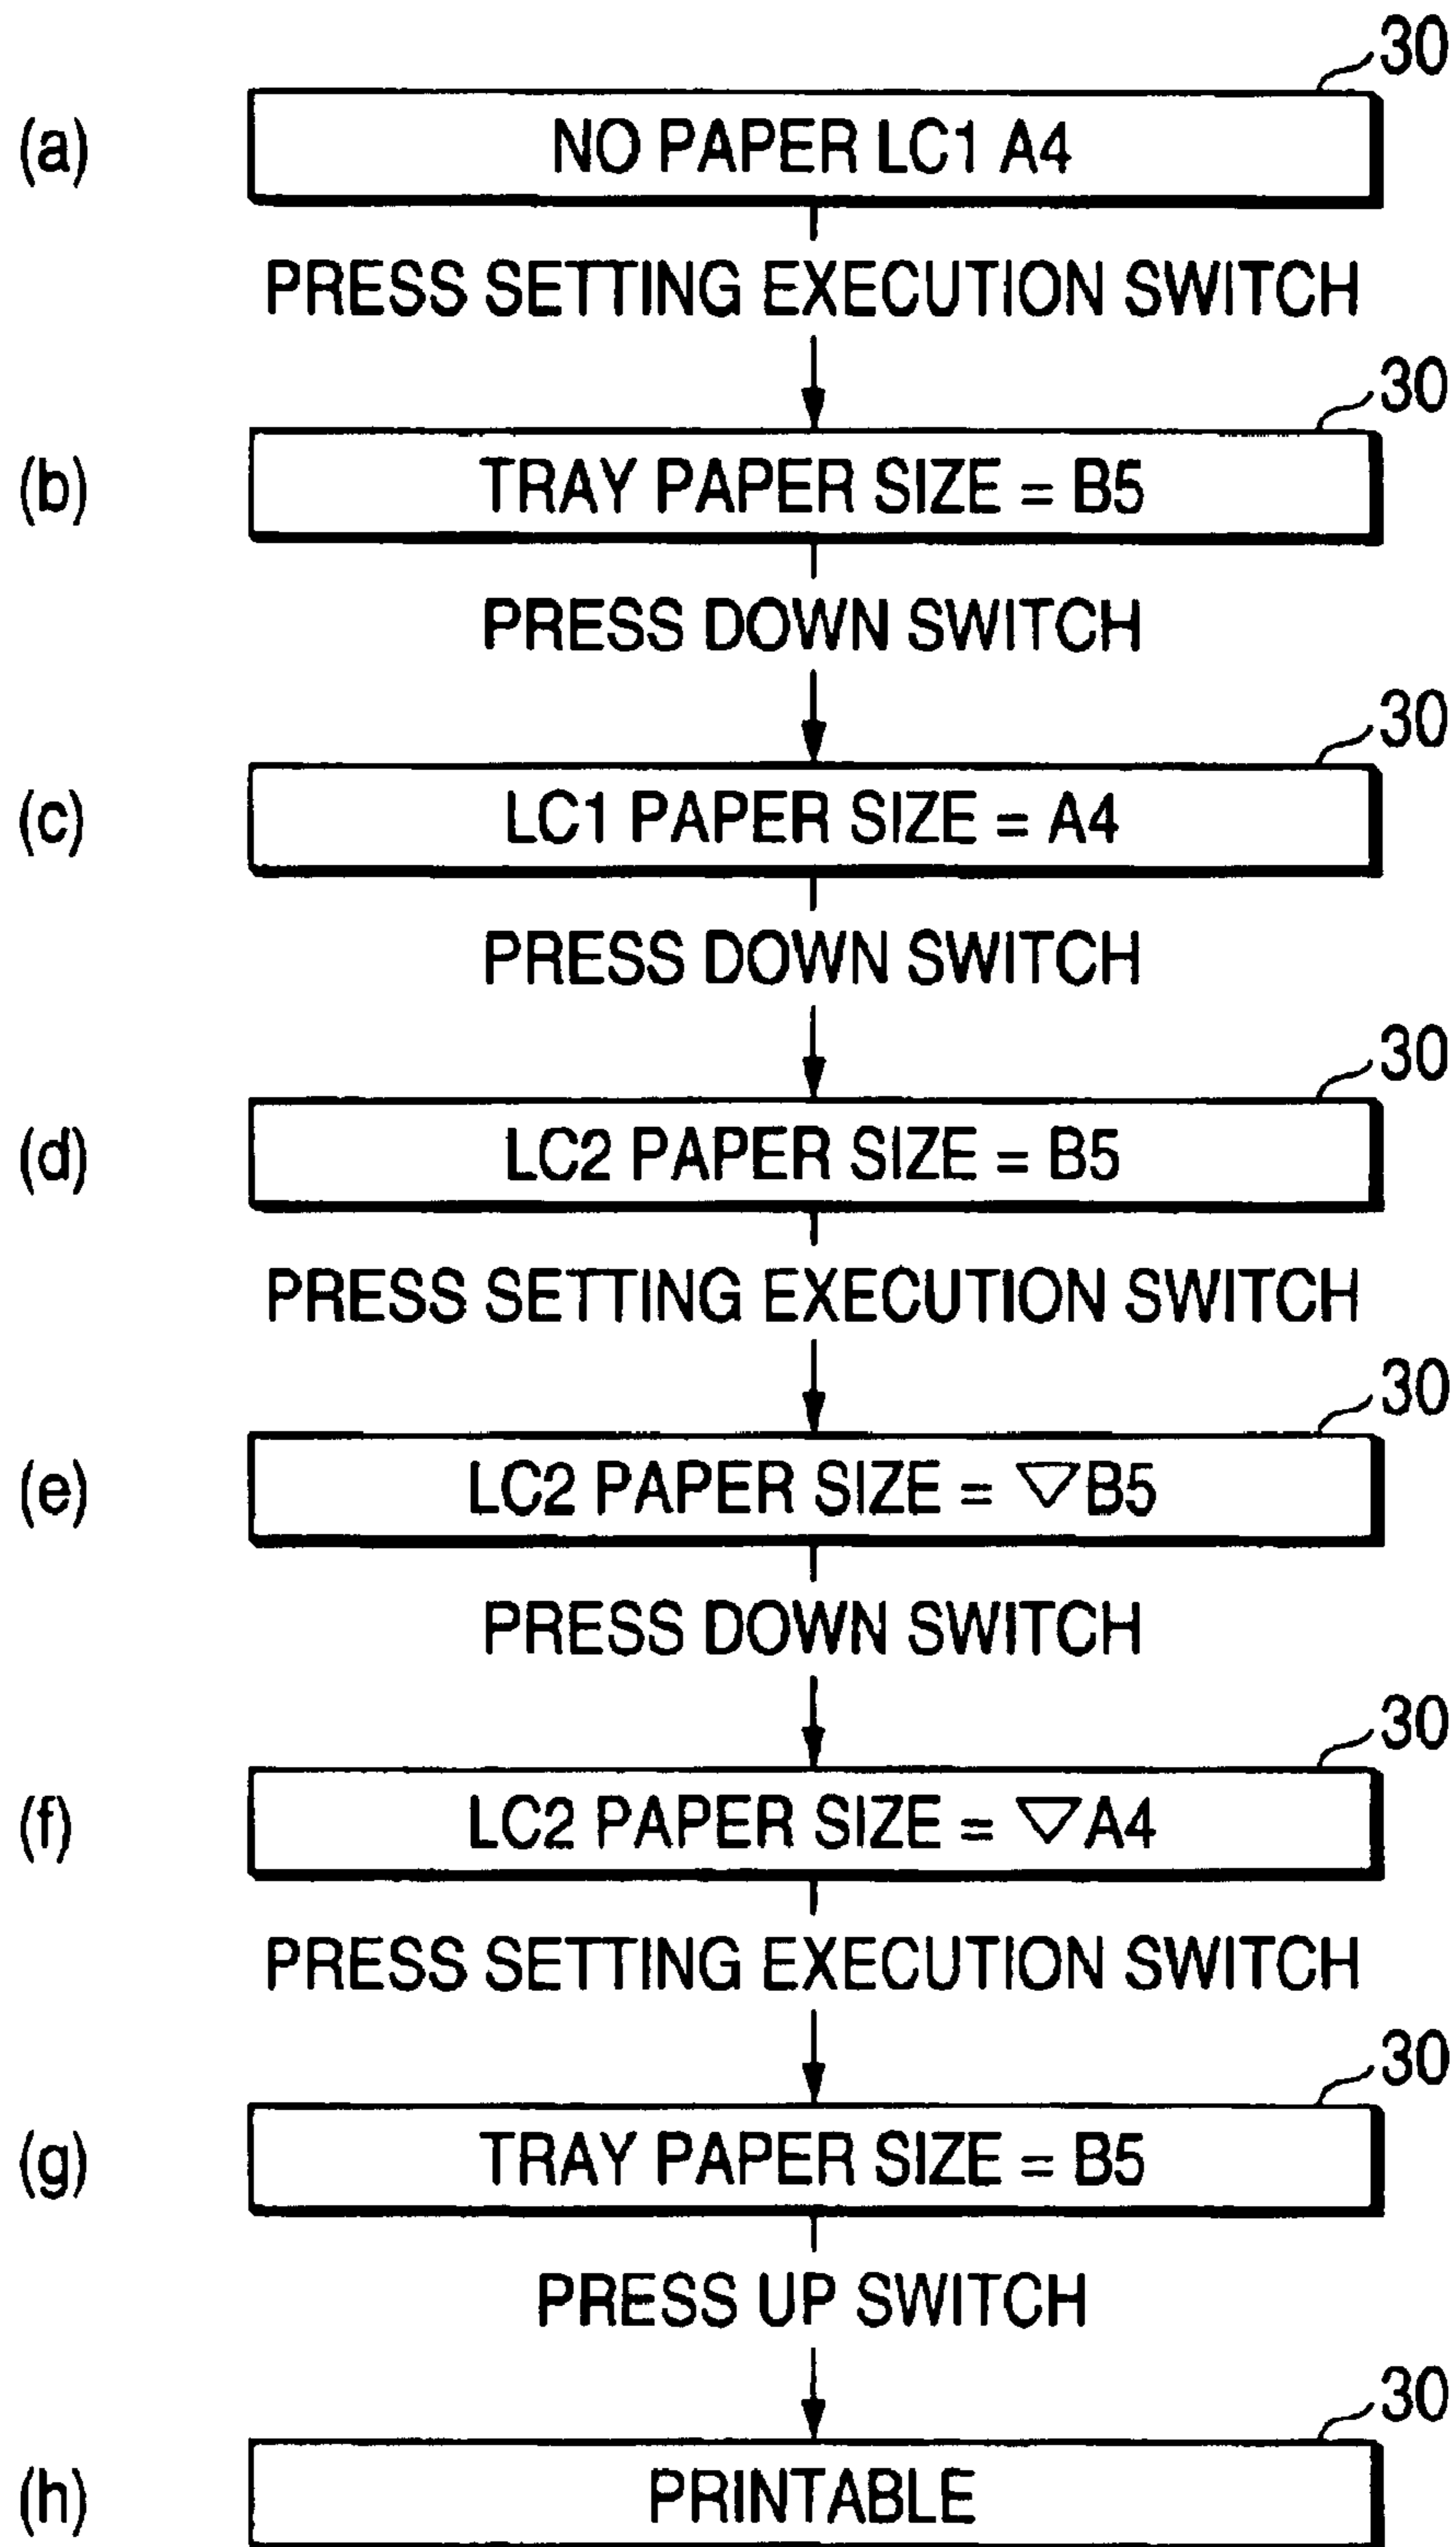 30
(a) NO PAPER LC1 A4
PRESS SETTING EXECUTION SWITCH
30
(b) TRAY PAPER SIZE = B5
PRESS DOWN SWITCH
30
(c) LC1 PAPER SIZE = A4
PRESS DOWN SWITCH
30
(d) LC2 PAPER SIZE = B5
PRESS SETTING EXECUTION SWITCH
30
(e) LC2 PAPER SIZE = ▽B5
PRESS DOWN SWITCH
30
(f) LC2 PAPER SIZE = ▽A4
PRESS SETTING EXECUTION SWITCH
30
(g) TRAY PAPER SIZE = B5
PRESS UP SWITCH
30
(h) PRINTABLE